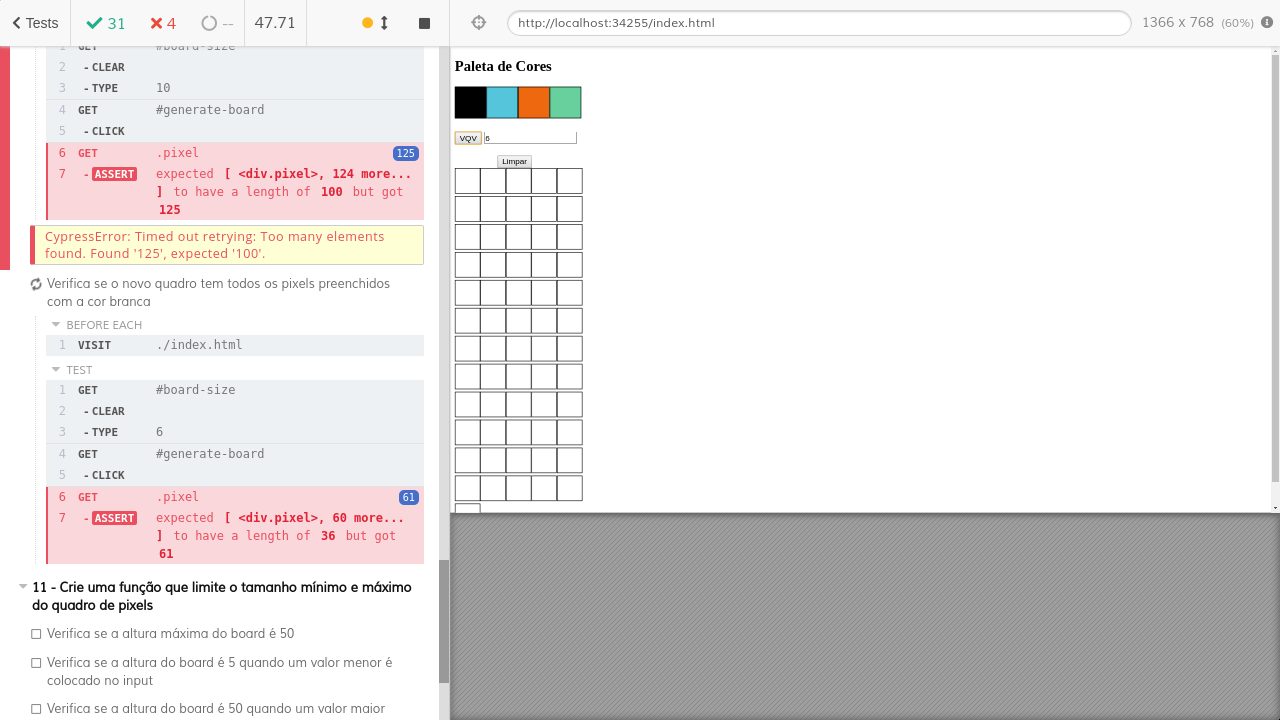 Tests
31
4
--
47.71
http://localhost:34255/index.html
1366 x 768 (60%)
1 GET #board-size
2 - CLEAR
3 - TYPE 10
4 GET #generate-board
5 - CLICK
6 GET .pixel 125
7 - ASSERT expected [ <div.pixel>, 124 more...
] to have a length of 100 but got
125
CypressError: Timed out retrying: Too many elements
found. Found '125', expected '100'.
Verifica se o novo quadro tem todos os pixels preenchidos
com a cor branca
BEFORE EACH
1 VISIT ./index.html
TEST
1 GET #board-size
2 - CLEAR
3 - TYPE 6
4 GET #generate-board
5 - CLICK
6 GET .pixel 61
7 - ASSERT expected [ <div.pixel>, 60 more...
] to have a length of 36 but got
61
11 - Crie uma função que limite o tamanho mínimo e máximo
do quadro de pixels
Verifica se a altura máxima do board é 50
Verifica se a altura do board é 5 quando um valor menor é
colocado no input
Verifica se a altura do board é 50 quando um valor maior
Paleta de Cores
VQV
6
Limpar